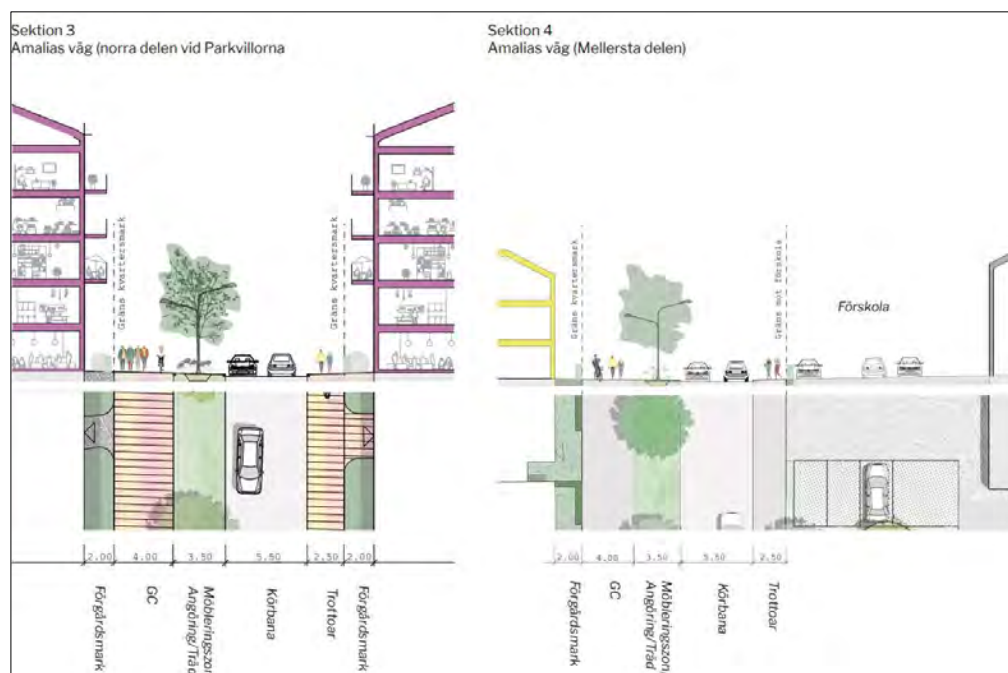 Sektion 3
Amalias väg (norra delen vid Parkvillorna
Gräns kvartersmark
Gräns kvartersmark
2.00 4.00 3.50 5.50 2.50 2.00
Förgårdsmark
GC
Möbleringszon,
Angöring/Träd
Körbana
Trottoar
Förgårdsmark
Sektion 4
Amalias väg (Mellersta delen)
Gräns kvartersmark
Gräns mot förskola
Förskola
2.00 4.00 3.50 5.50 2.50
Förgårdsmark
GC
Möbleringszon,
Angöring/Träd
Körbana
Trottoar